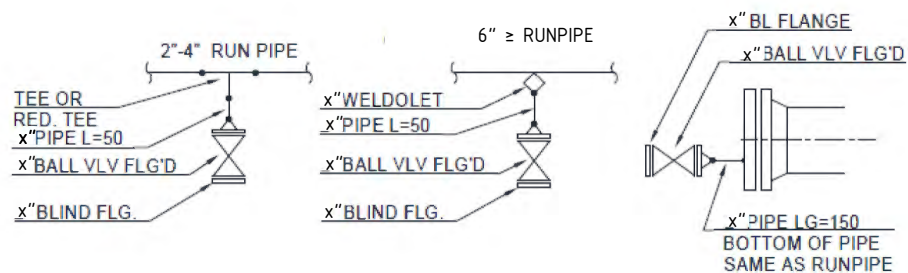 2"-4" RUN PIPE
TEE OR
RED. TEE
x"PIPE L=50
x"BALL VLV FLG'D
x"BLIND FLG.
6" ≥ RUNPIPE
x"WELDOLET
x"PIPE L=50
x"BALL VLV FLG'D
x"BLIND FLG.
x"BL FLANGE
x"BALL VLV FLG'D
x"PIPE LG=150
BOTTOM OF PIPE
SAME AS RUNPIPE